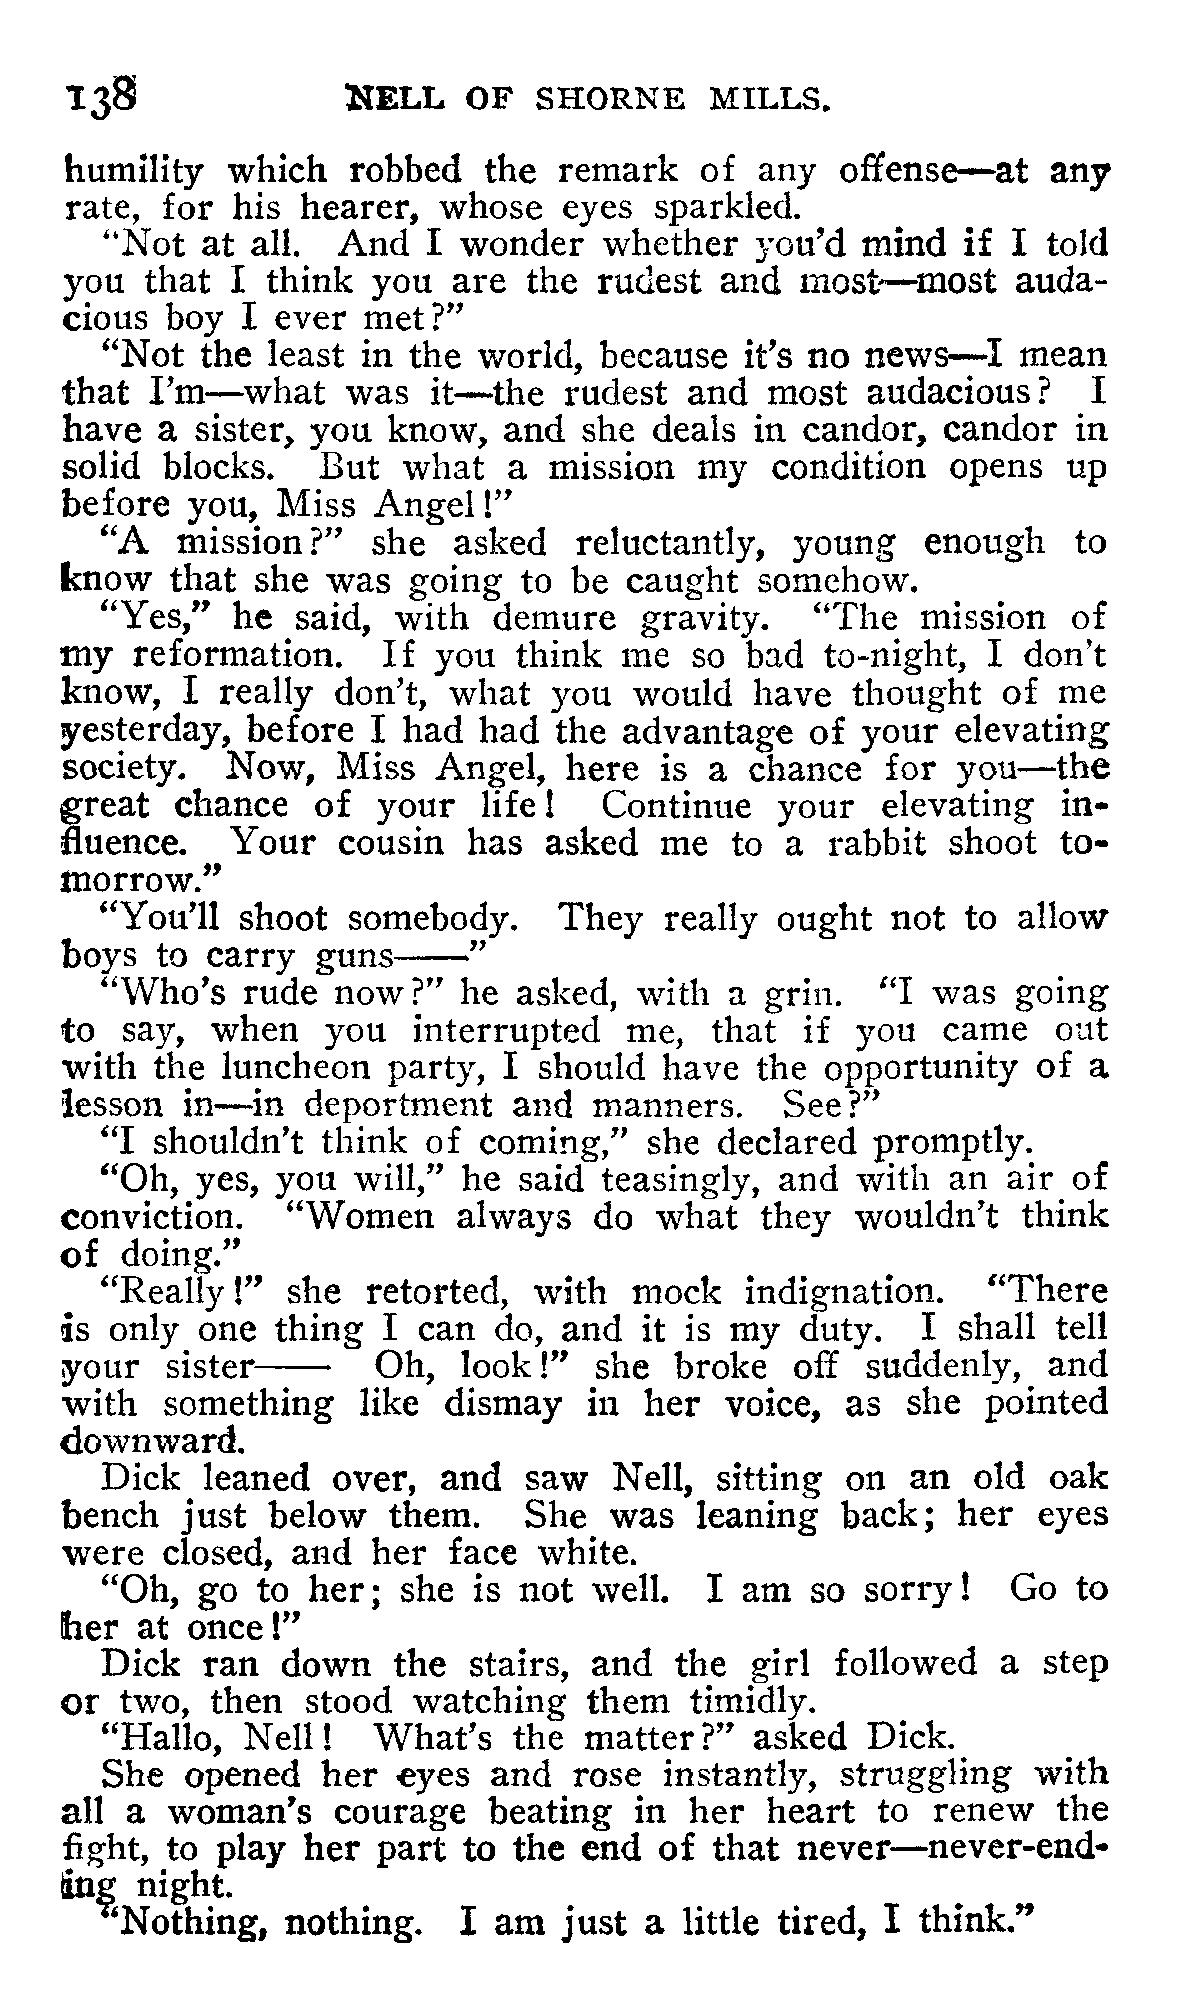 138 NELL OF SHORNE MILLS.
humility which robbed the remark of any offense—at any
rate, for his hearer, whose eyes sparkled.
"Not at all. And I wonder whether you'd mind if I told
you that I think you are the rudest and most—most auda-
cious boy I ever met?"
"Not the least in the world, because it's no news—I mean
that I'm—what was it—the rudest and most audacious? I
have a sister, you know, and she deals in candor, candor in
solid blocks. But what a mission my condition opens up
before you, Miss Angel!"
"A mission?" she asked reluctantly, young enough to
know that she was going to be caught somehow.
"Yes," he said, with demure gravity. "The mission of
my reformation. If you think me so bad to-night, I don't
know, I really don't, what you would have thought of me
yesterday, before I had had the advantage of your elevating
society. Now, Miss Angel, here is a chance for you—the
great chance of your life! Continue your elevating in-
fluence. Your cousin has asked me to a rabbit shoot to-
morrow."
"You'll shoot somebody. They really ought not to allow
boys to carry guns——"
"Who's rude now?" he asked, with a grin. "I was going
to say, when you interrupted me, that if you came out
with the luncheon party, I should have the opportunity of a
lesson in—in deportment and manners. See?"
"I shouldn't think of coming," she declared promptly.
"Oh, yes, you will," he said teasingly, and with an air of
conviction. "Women always do what they wouldn't think
of doing."
"Really!" she retorted, with mock indignation. "There
is only one thing I can do, and it is my duty. I shall tell
your sister—— Oh, look!" she broke off suddenly, and
with something like dismay in her voice, as she pointed
downward.
Dick leaned over, and saw Nell, sitting on an old oak
bench just below them. She was leaning back; her eyes
were closed, and her face white.
"Oh, go to her; she is not well. I am so sorry! Go to
her at once!"
Dick ran down the stairs, and the girl followed a step
or two, then stood watching them timidly.
"Hallo, Nell! What's the matter?" asked Dick.
She opened her eyes and rose instantly, struggling with
all a woman's courage beating in her heart to renew the
fight, to play her part to the end of that never—never-end-
ing night.
"Nothing, nothing. I am just a little tired, I think."